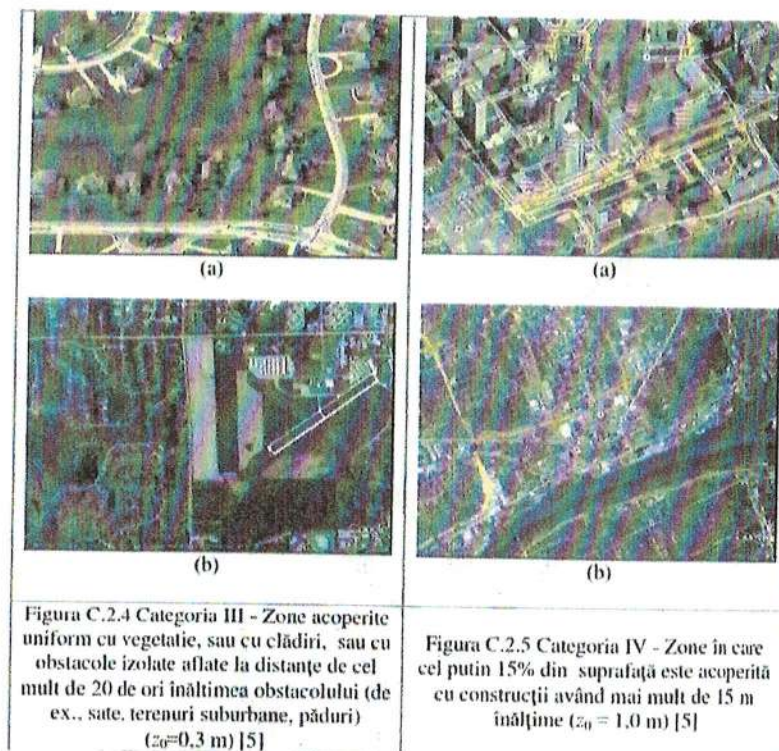 (a)
(b)
Figura C.2.4 Categoria III - Zone acoperite
uniform cu vegetatie, sau cu clădiri, sau cu
obstacole izolate aflate la distanțe de cel
mult de 20 de ori înăltimea obstacolului (de
ex., sate, terenuri suburbane, păduri)
(z₀=0,3 m) [5]
(a)
(b)
Figura C.2.5 Categoria IV - Zone în care
cel putin 15% din suprafață este acoperită
cu construcții având mai mult de 15 m
înălțime (z₀ = 1,0 m) [5]